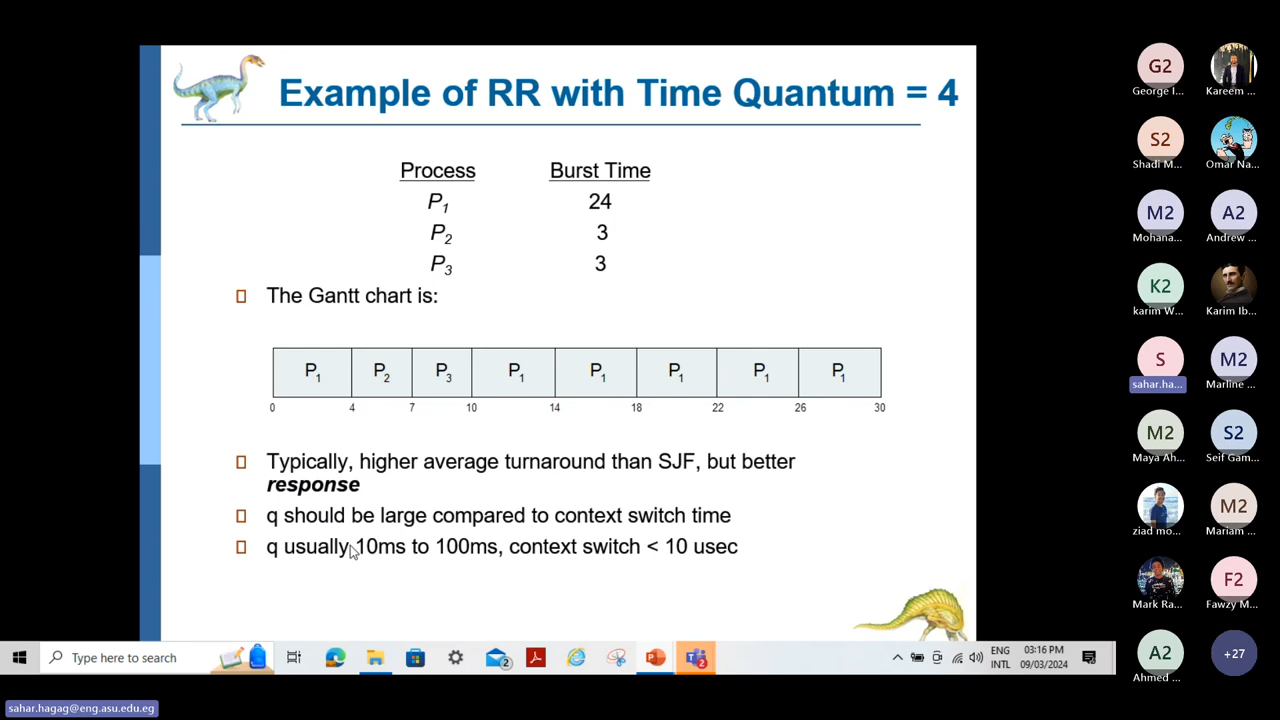 Example of RR with Time Quantum = 4
Process Burst Time
P1 24
P2 3
P3 3
The Gantt chart is:
P1 P2 P3 P1 P1 P1 P1 P1
0 4 7 10 14 18 22 26 30
Typically, higher average turnaround than SJF, but better
response
q should be large compared to context switch time
q usually 10ms to 100ms, context switch < 10 usec
G2
George I...
Kareem ...
S2
Shadi M...
Omar Na...
M2 A2
Mohana... Andrew ...
K2
karim W... Karim Ib...
S M2
sahar.ha... Marline ...
M2 S2
Maya Ah... Seif Gam...
M2
ziad mo... Mariam ...
F2
Mark Ra... Fawzy M...
A2 +27
Ahmed ...
Type here to search
2
2
ENG
INTL
03:16 PM
09/03/2024
sahar.hagag@eng.asu.edu.eg